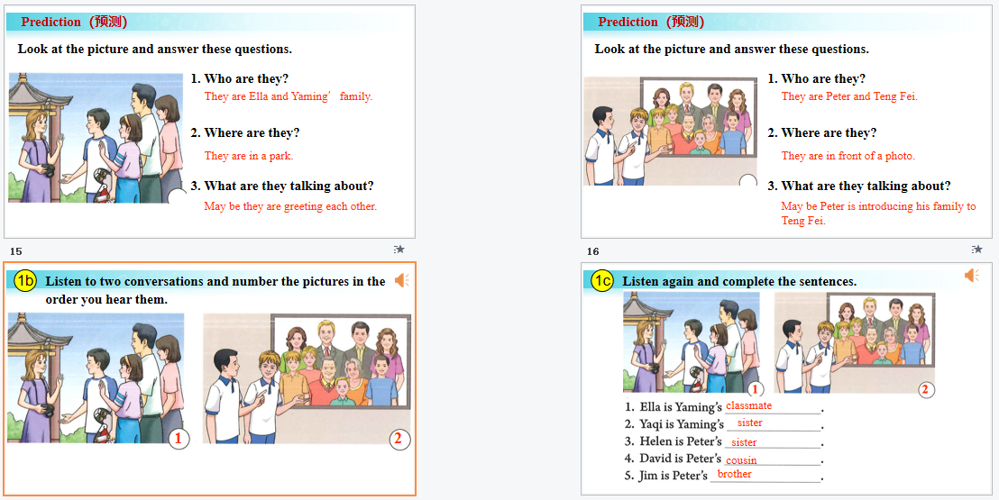 Prediction（预测）
Look at the picture and answer these questions.
1. Who are they?
They are Ella and Yaming’ family.
2. Where are they?
They are in a park.
3. What are they talking about?
May be they are greeting each other.
15
Prediction（预测）
Look at the picture and answer these questions.
1. Who are they?
They are Peter and Teng Fei.
2. Where are they?
They are in front of a photo.
3. What are they talking about?
May be Peter is introducing his family to
Teng Fei.
16
1b Listen to two conversations and number the pictures in the
order you hear them.
1
2
1c Listen again and complete the sentences.
1
2
1. Ella is Yaming’s classmate.
2. Yaqi is Yaming’s sister.
3. Helen is Peter’s sister.
4. David is Peter’s cousin.
5. Jim is Peter’s brother.